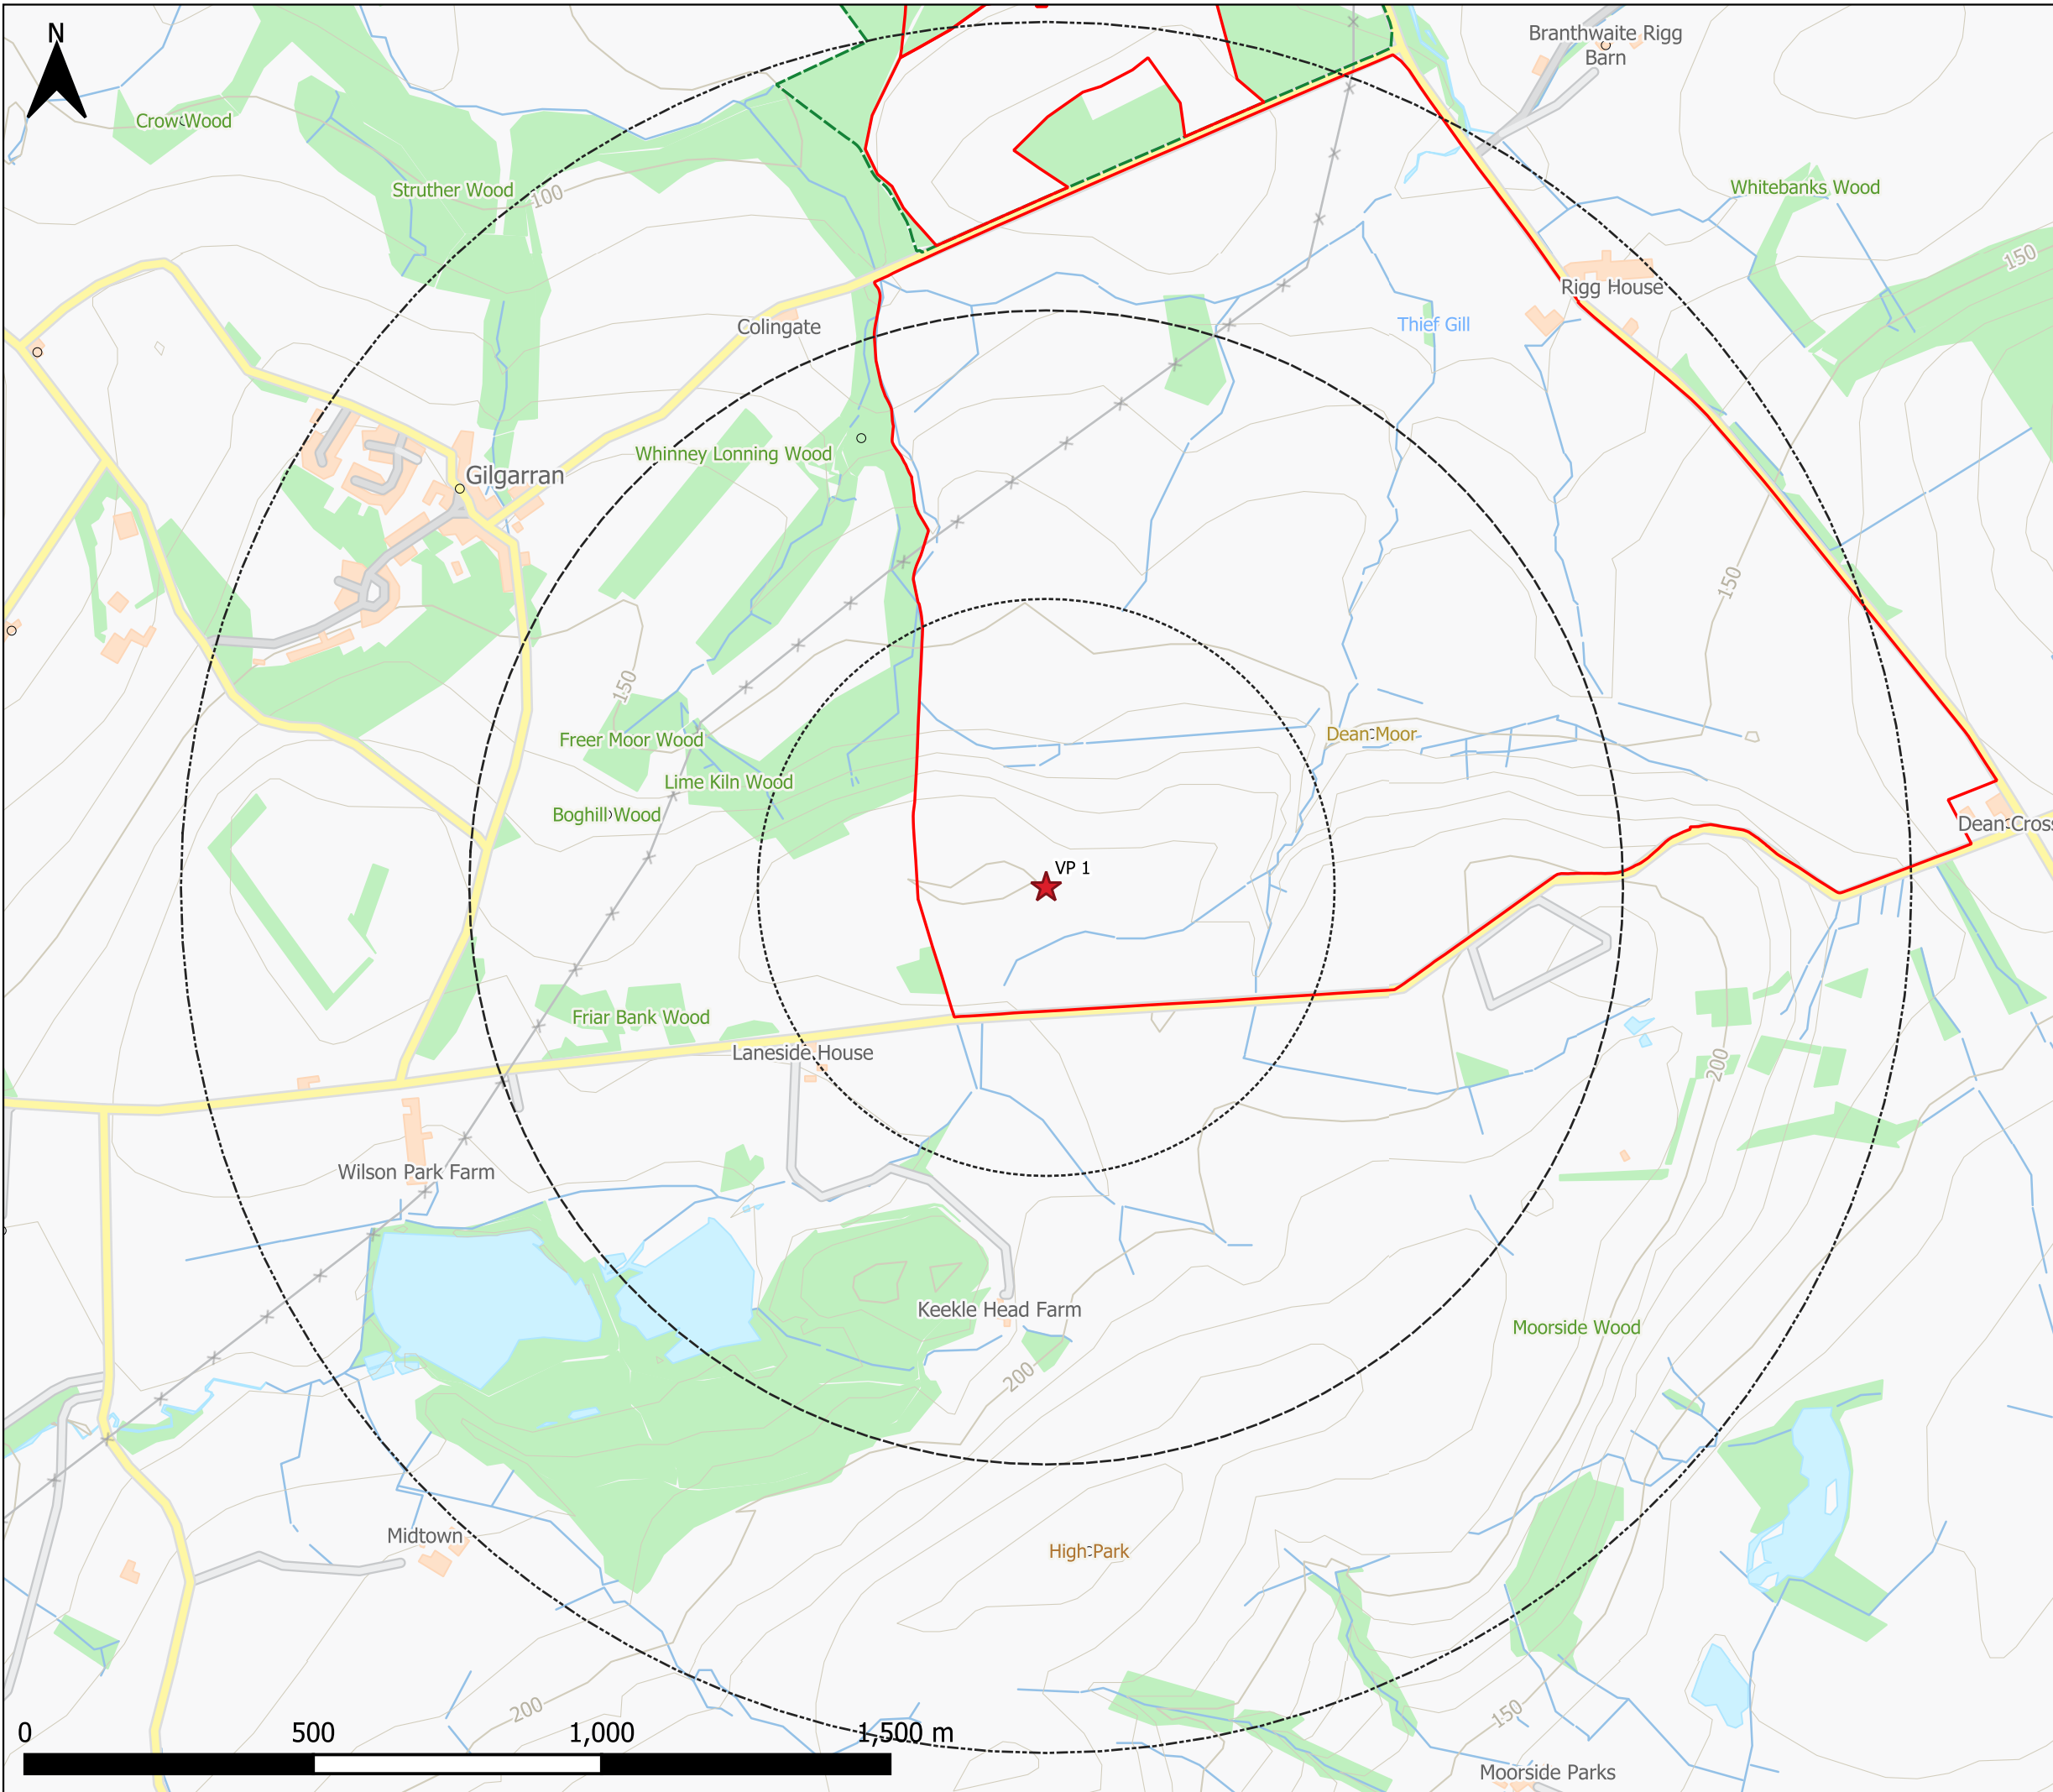 N
Branthwaite Rigg
Barn
Crow Wood
Struther Wood
100
Whitebanks Wood
150
Rigg House
Colingate
Thief Gill
Whinney Lonning Wood
Gilgarran
150
150
Freer Moor Wood
Dean Moor
Lime Kiln Wood
Boghill Wood
Dean Cross
VP 1
Friar Bank Wood
Laneside House
200
Wilson Park Farm
Keekle Head Farm
Moorside Wood
200
Midtown
High Park
200
150
0 500 1,000 1,500 m
Moorside Parks